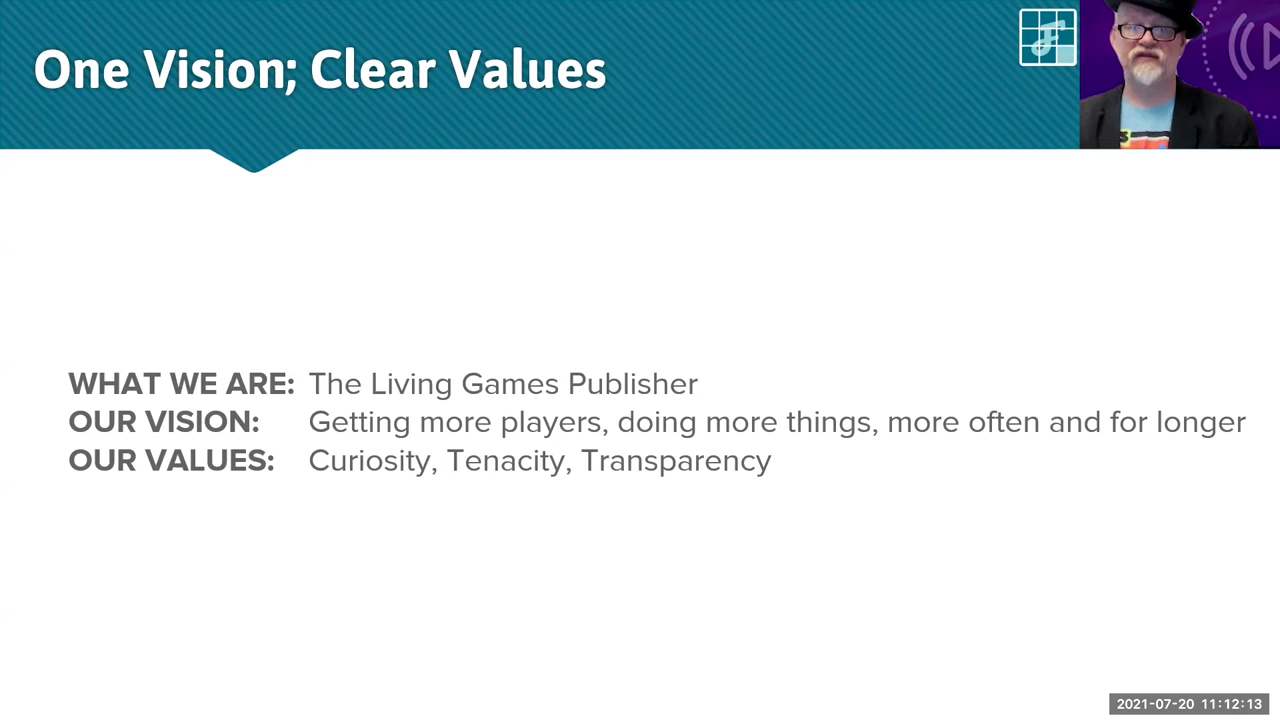 One Vision; Clear Values
WHAT WE ARE: The Living Games Publisher
OUR VISION: Getting more players, doing more things, more often and for longer
OUR VALUES: Curiosity, Tenacity, Transparency
2021-07-20 11:12:13